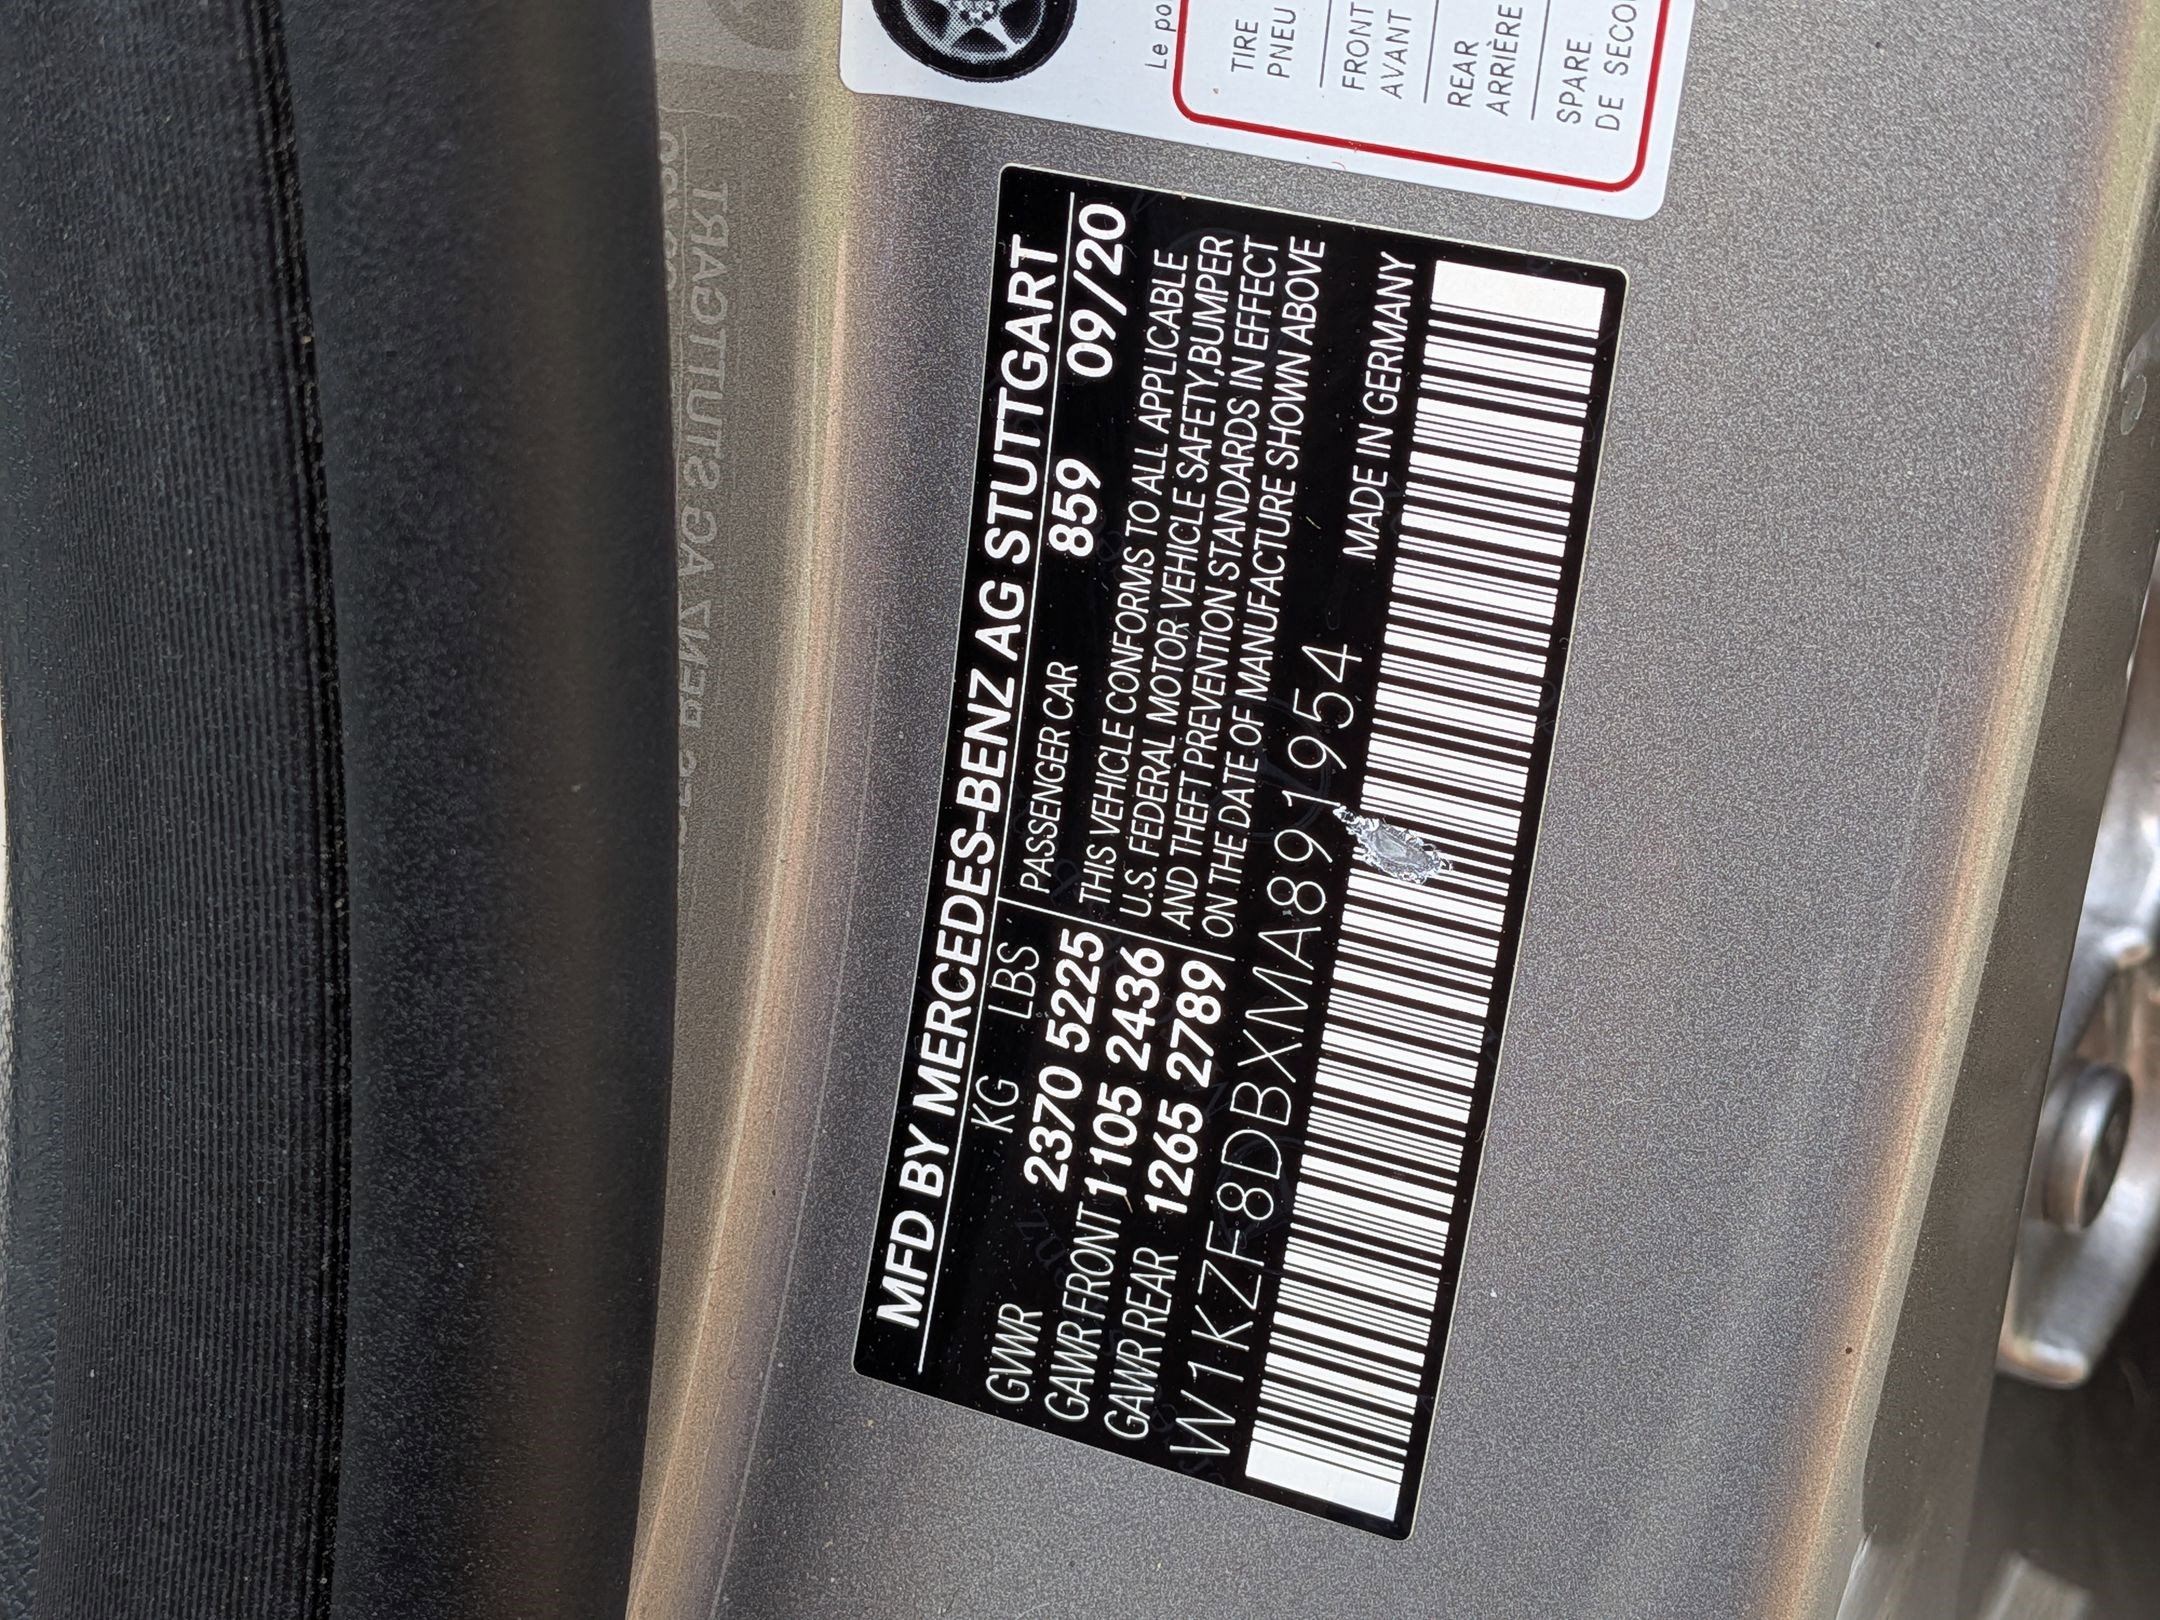 MFD BY MERCEDES-BENZ AG STUTTGART
KG LBS
GVWR 2370 5225
GAWR FRONT 1105 2436
GAWR REAR 1265 2789
PASSENGER CAR 859 09/20
THIS VEHICLE CONFORMS TO ALL APPLICABLE
U.S. FEDERAL MOTOR VEHICLE SAFETY,BUMPER
AND THEFT PREVENTION STANDARDS IN EFFECT
ON THE DATE OF MANUFACTURE SHOWN ABOVE
W1KZF8DBXMA891954 MADE IN GERMANY
Le
TIRE
PNEU
FRONT
AVANT
REAR
ARRIÈRE
SPARE
DE